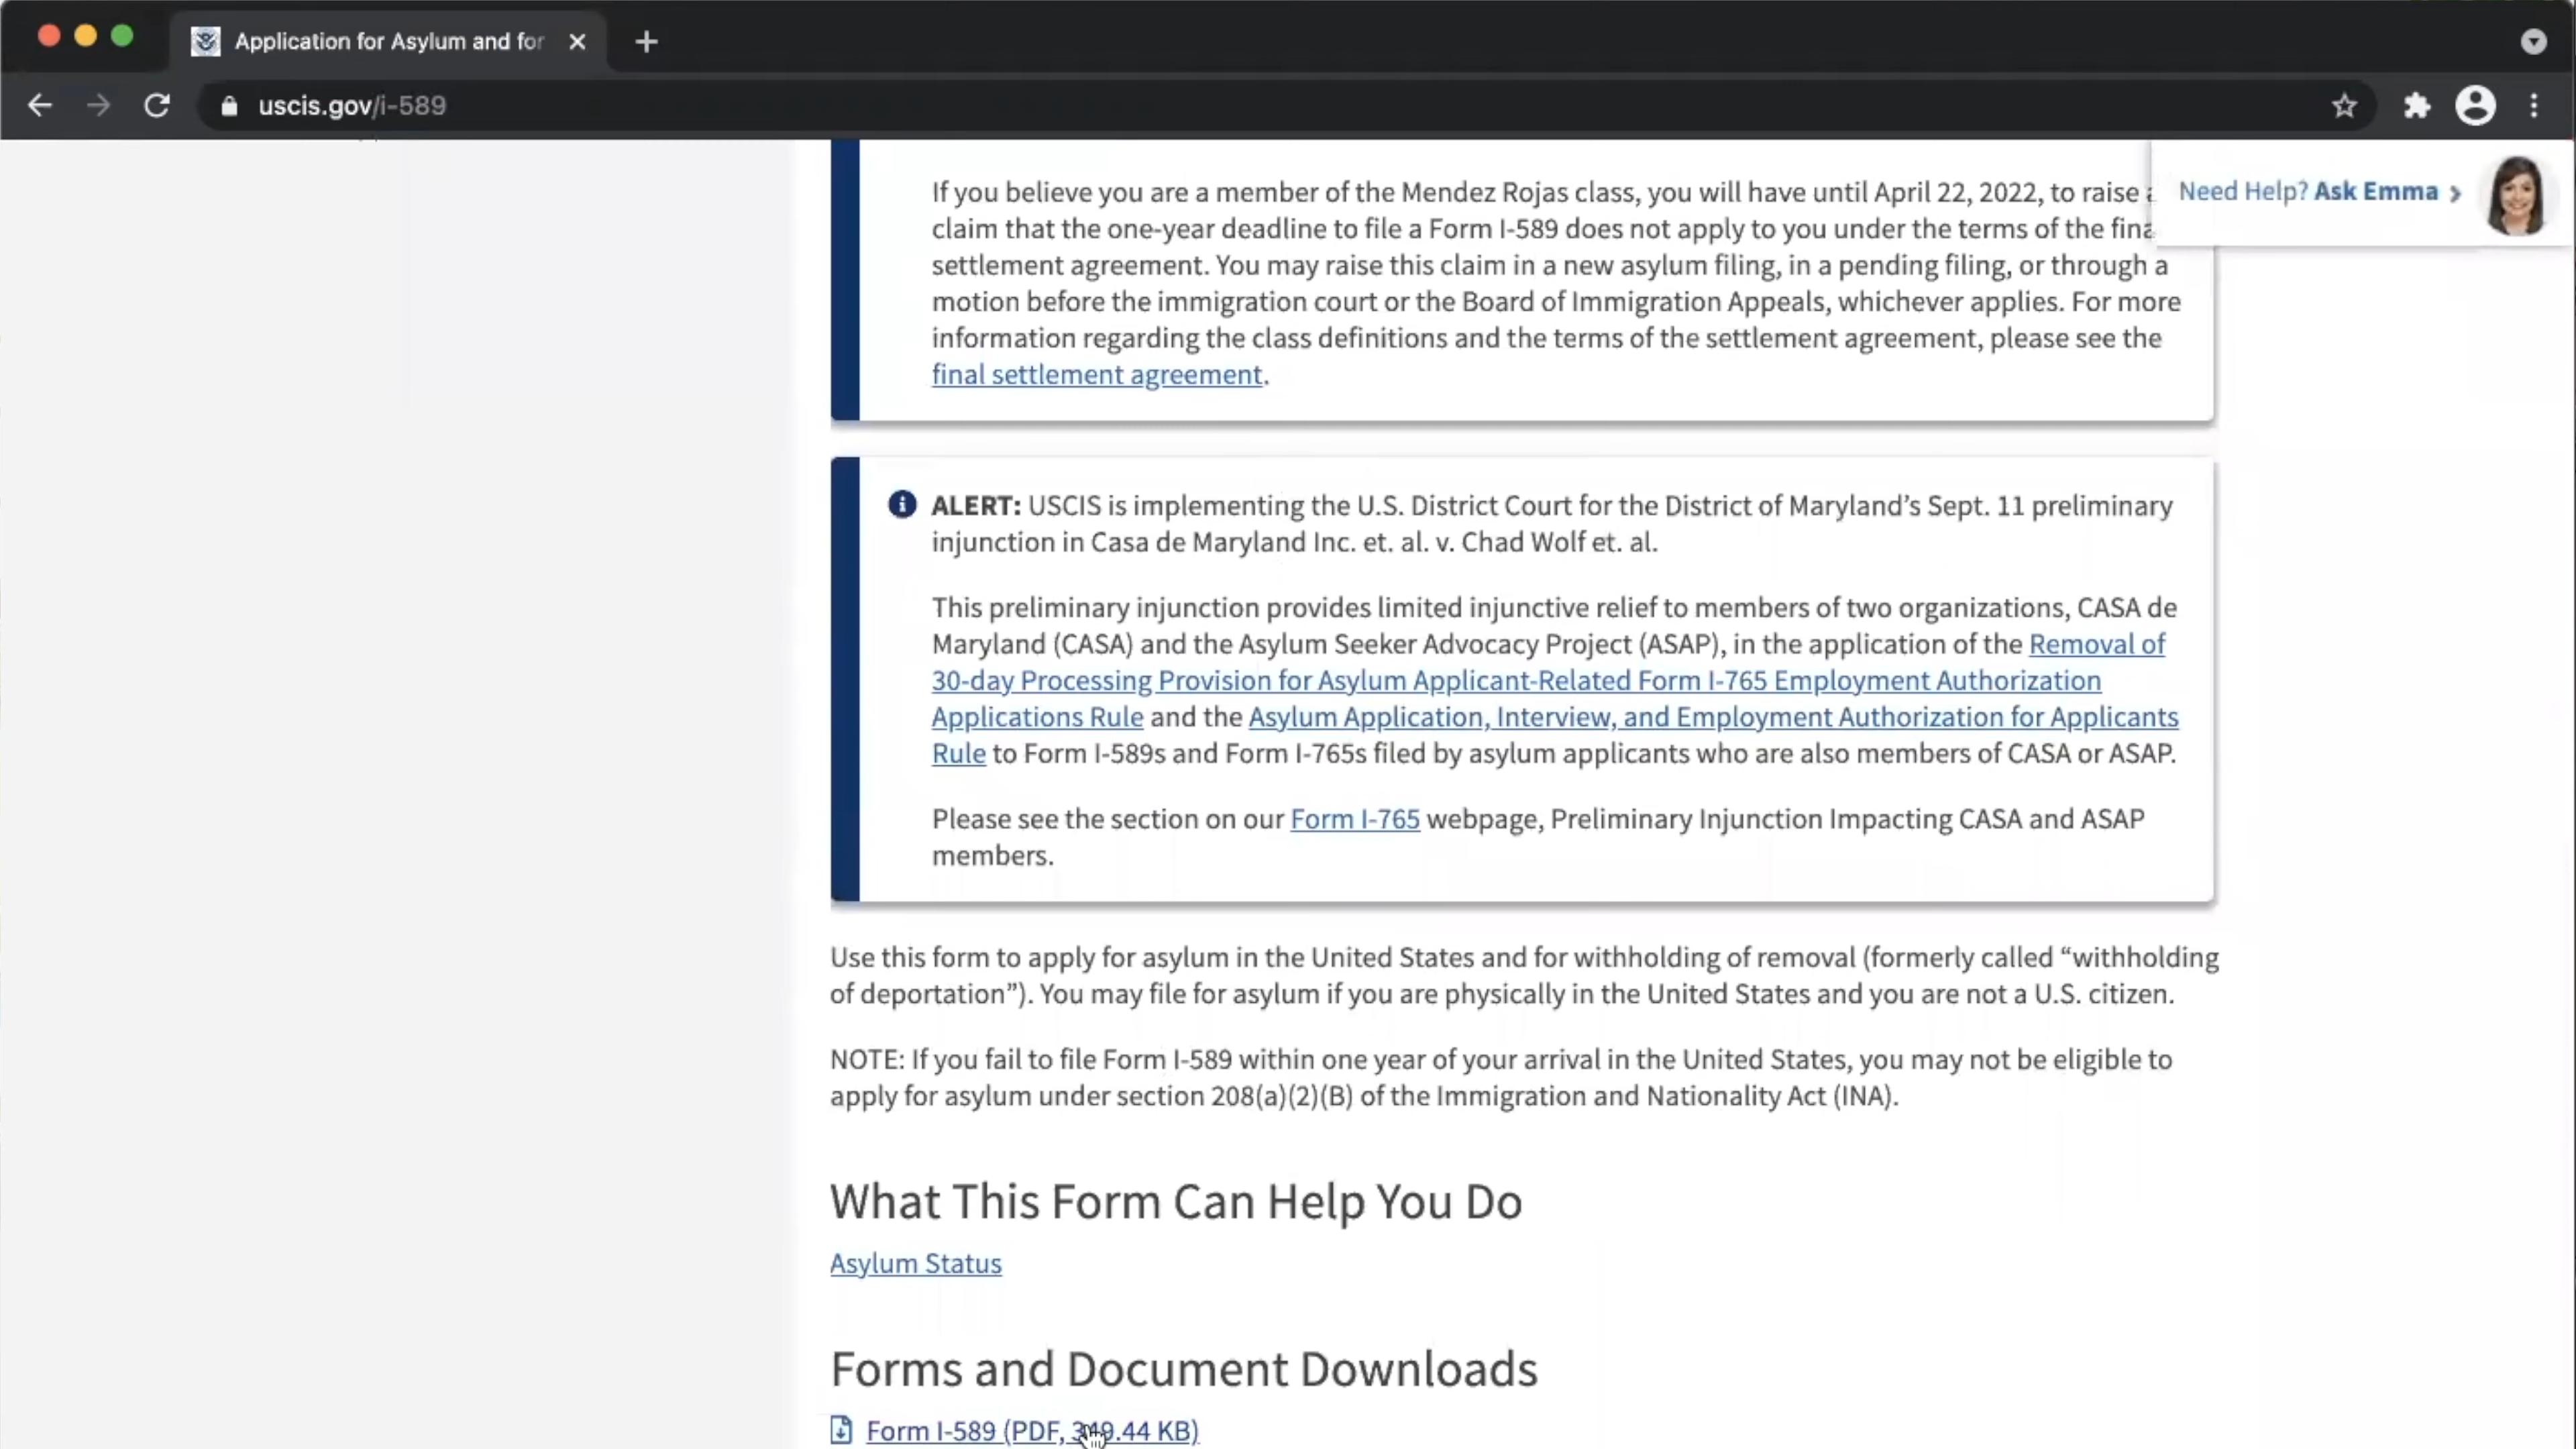 Application for Asylum and for
uscis.gov/i-589
Need Help? Ask Emma
If you believe you are a member of the Mendez Rojas class, you will have until April 22, 2022, to raise
claim that the one-year deadline to file a Form I-589 does not apply to you under the terms of the
settlement agreement. You may raise this claim in a new asylum filing, in a pending filing, or through a
motion before the immigration court or the Board of Immigration Appeals, whichever applies. For more
information regarding the class definitions and the terms of the settlement agreement, please see the
final settlement agreement.
ALERT: USCIS is implementing the U.S. District Court for the District of Maryland’s Sept. 11 preliminary
injunction in Casa de Maryland Inc. et. al. v. Chad Wolf et. al.
This preliminary injunction provides limited injunctive relief to members of two organizations, CASA de
Maryland (CASA) and the Asylum Seeker Advocacy Project (ASAP), in the application of the Removal of
30-day Processing Provision for Asylum Applicant-Related Form I-765 Employment Authorization
Applications Rule and the Asylum Application, Interview, and Employment Authorization for Applicants
Rule to Form I-589s and Form I-765s filed by asylum applicants who are also members of CASA or ASAP.
Please see the section on our Form I-765 webpage, Preliminary Injunction Impacting CASA and ASAP
members.
Use this form to apply for asylum in the United States and for withholding of removal (formerly called “withholding
of deportation”). You may file for asylum if you are physically in the United States and you are not a U.S. citizen.
NOTE: If you fail to file Form I-589 within one year of your arrival in the United States, you may not be eligible to
apply for asylum under section 208(a)(2)(B) of the Immigration and Nationality Act (INA).
What This Form Can Help You Do
Asylum Status
Forms and Document Downloads
Form I-589 (PDF, 349.44 KB)